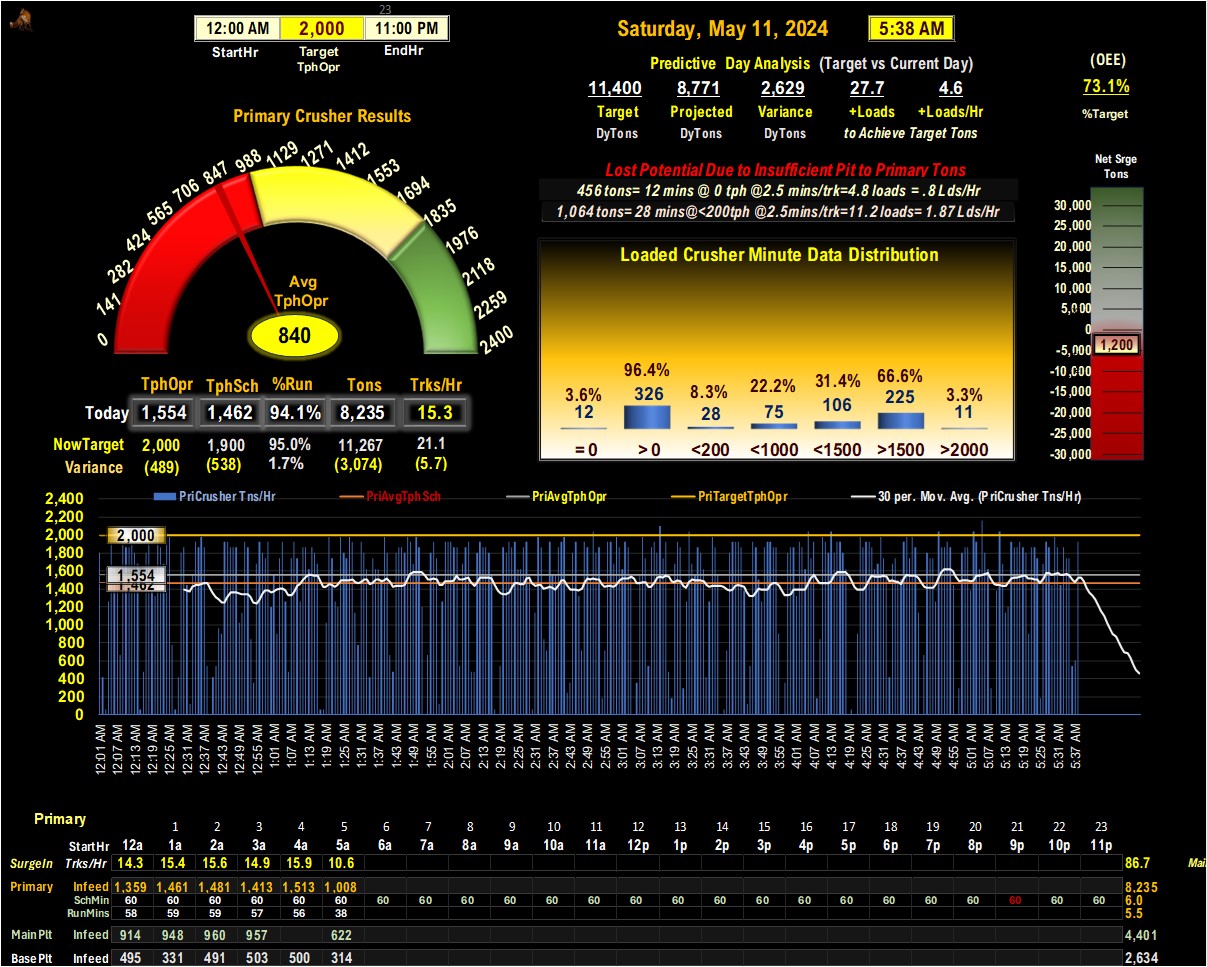 23
12:00 AM 2,000 11:00 PM
StartHr Target TphOpr EndHr
Saturday, May 11, 2024 5:38 AM
Predictive Day Analysis (Target vs Current Day)
11,400 8,771 2,629 27.7 4.6
Target Projected Variance +Loads +Loads/Hr
DyTons DyTons DyTons to Achieve Target Tons
(OEE)
73.1%
%Target
Primary Crusher Results
0 141 282 424 565 706 847 988 1129 1271 1412 1553 1694 1835 1976 2118 2259 2400
Avg
TphOpr
840
Lost Potential Due to Insufficient Pit to Primary Tons
456 tons= 12 mins @ 0 tph @2.5 mins/trk=4.8 loads = .8 Lds/Hr
1,064 tons= 28 mins@<200tph @2.5mins/trk=11.2 loads= 1.87 Lds/Hr
Net Srge
Tons
30,000
25,000
20,000
15,000
10,000
5,000
0
-5,000
-10,000
-15,000
-20,000
-25,000
-30,000
1,200
Loaded Crusher Minute Data Distribution
3.6% 96.4% 8.3% 22.2% 31.4% 66.6% 3.3%
12 326 28 75 106 225 11
=0 >0 <200 <1000 <1500 >1500 >2000
TphOpr TphSch %Run Tons Trks/Hr
Today 1,554 1,462 94.1% 8,235 15.3
NowTarget 2,000 1,900 95.0% 11,267 21.1
Variance (489) (538) 1.7% (3,074) (5.7)
PriCrusher Tns/Hr PriAvgTphSch PriAvgTphOpr PriTargetTphOpr 30 per. Mov. Avg. (PriCrusher Tns/Hr)
2,400
2,200
2,000
1,800
1,600
1,400
1,200
1,000
800
600
400
200
0
2,000
1,554
1,462
12:01 AM 12:07 AM 12:13 AM 12:19 AM 12:25 AM 12:31 AM 12:37 AM 12:43 AM 12:49 AM 12:55 AM 1:01 AM 1:07 AM 1:13 AM 1:19 AM 1:25 AM 1:31 AM 1:37 AM 1:43 AM 1:49 AM 1:55 AM 2:01 AM 2:07 AM 2:13 AM 2:19 AM 2:25 AM 2:31 AM 2:37 AM 2:43 AM 2:49 AM 2:55 AM 3:01 AM 3:07 AM 3:13 AM 3:19 AM 3:25 AM 3:31 AM 3:37 AM 3:43 AM 3:49 AM 3:55 AM 4:01 AM 4:07 AM 4:13 AM 4:19 AM 4:25 AM 4:31 AM 4:37 AM 4:43 AM 4:49 AM 4:55 AM 5:01 AM 5:07 AM 5:13 AM 5:19 AM 5:25 AM 5:31 AM 5:37 AM
Primary
1 2 3 4 5 6 7 8 9 10 11 12 13 14 15 16 17 18 19 20 21 22 23
StartHr 12a 1a 2a 3a 4a 5a 6a 7a 8a 9a 10a 11a 12p 1p 2p 3p 4p 5p 6p 7p 8p 9p 10p 11p
SurgeIn Trks/Hr 14.3 15.4 15.6 14.9 15.9 10.6 86.7 Mai
Primary Infeed 1,359 1,461 1,481 1,413 1,513 1,008 8,235
SchMin 60 60 60 60 60 60 60 60 60 60 60 60 60 60 60 60 60 60 60 60 60 60 60 60 6.0
RunMins 58 59 59 57 56 38 5.5
MainPlt Infeed 914 948 960 957 622 4,401
BasePlt Infeed 495 331 491 503 500 314 2,634